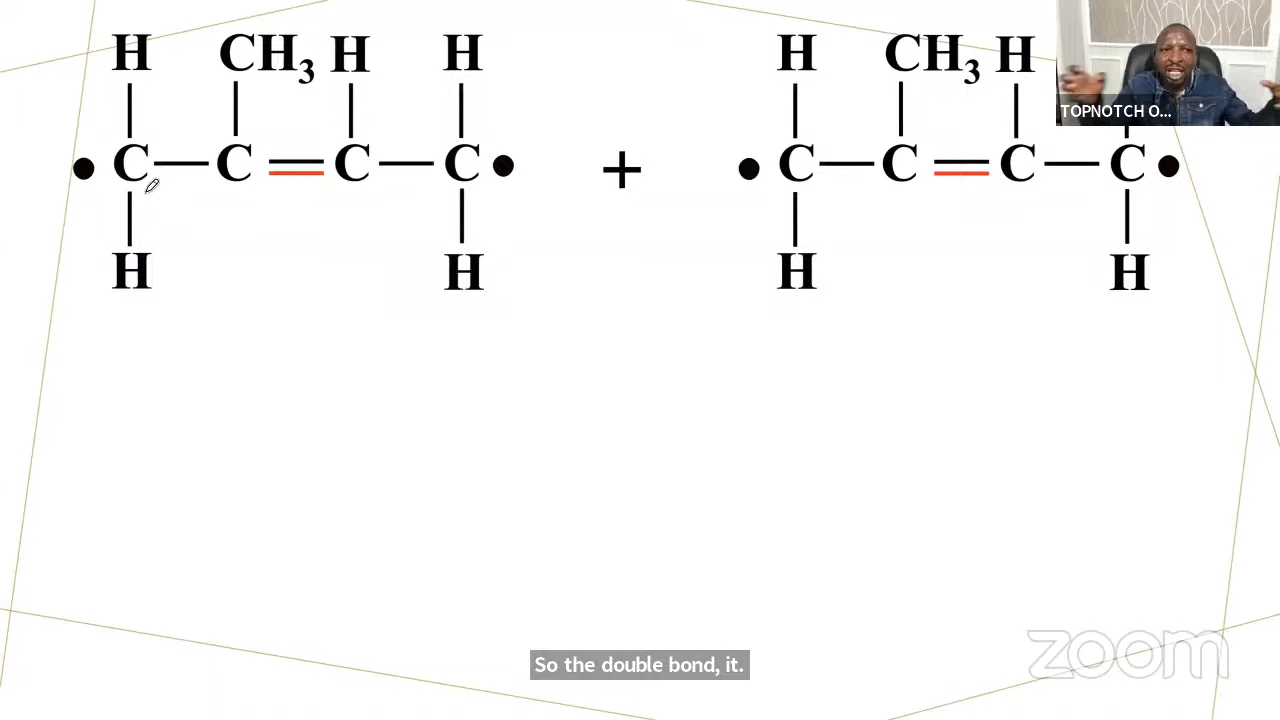 H CH₃ H H H CH₃ H
• C — C = C — C • + • C — C = C — C •
H H H H
TOPNOTCH O...
So the double bond, it.
zoom